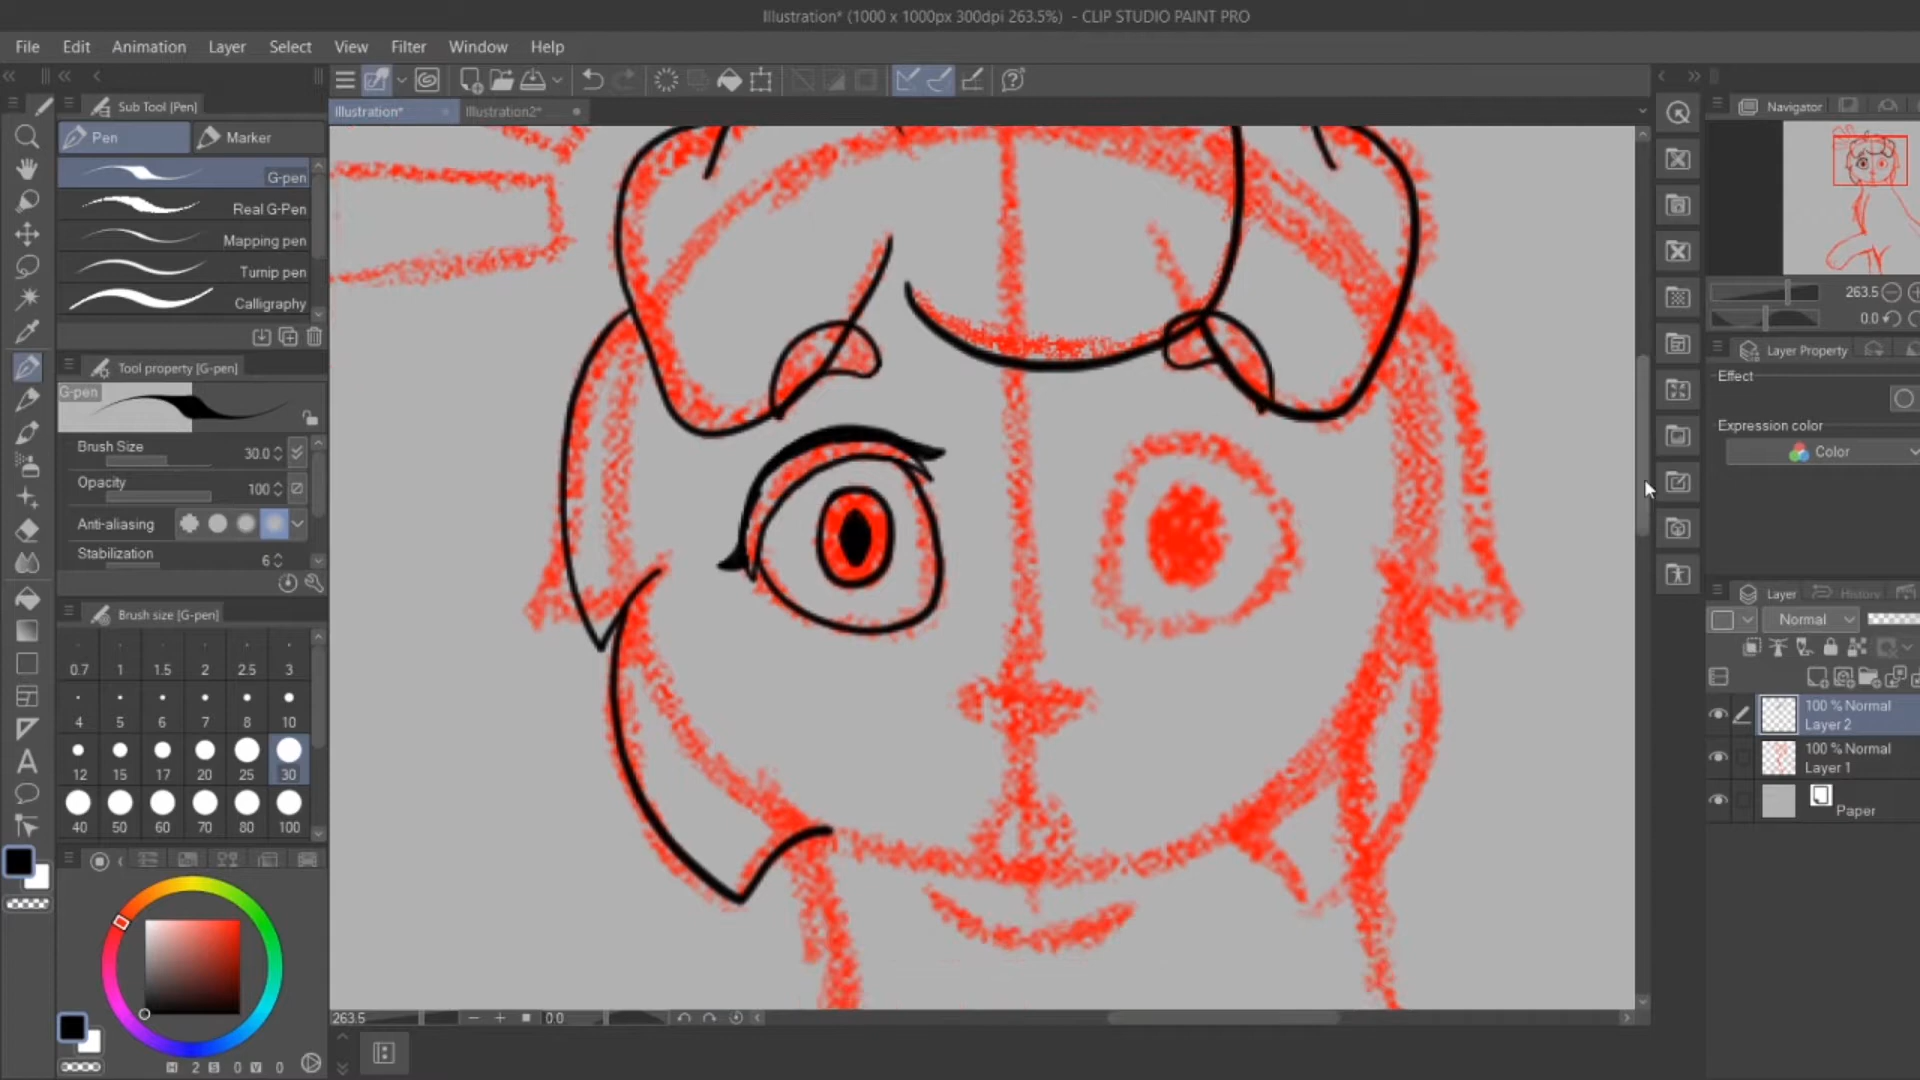 Illustration* (1000 x 1000px 300dpi 263.5%) - CLIP STUDIO PAINT PRO
File Edit Animation Layer Select View Filter Window Help
Sub Tool [Pen]
Illustration* Illustration2*
Navigator
Pen Marker
G-pen
Real G-Pen
Mapping pen
Turnip pen
Calligraphy
263.5
0.0
Tool property [G-pen]
Layer Property
G-pen
Effect
Expression color
Color
Brush Size 30.0
Opacity 100
Anti-aliasing
Stabilization 6
Brush size [G-pen]
Layer History
Normal
0.7 1 1.5 2 2.5 3
4 5 6 7 8 10
12 15 17 20 25 30
40 50 60 70 80 100
100 % Normal
Layer 2
100 % Normal
Layer 1
Paper
263.5 0.0
H 2 S 0 V 0